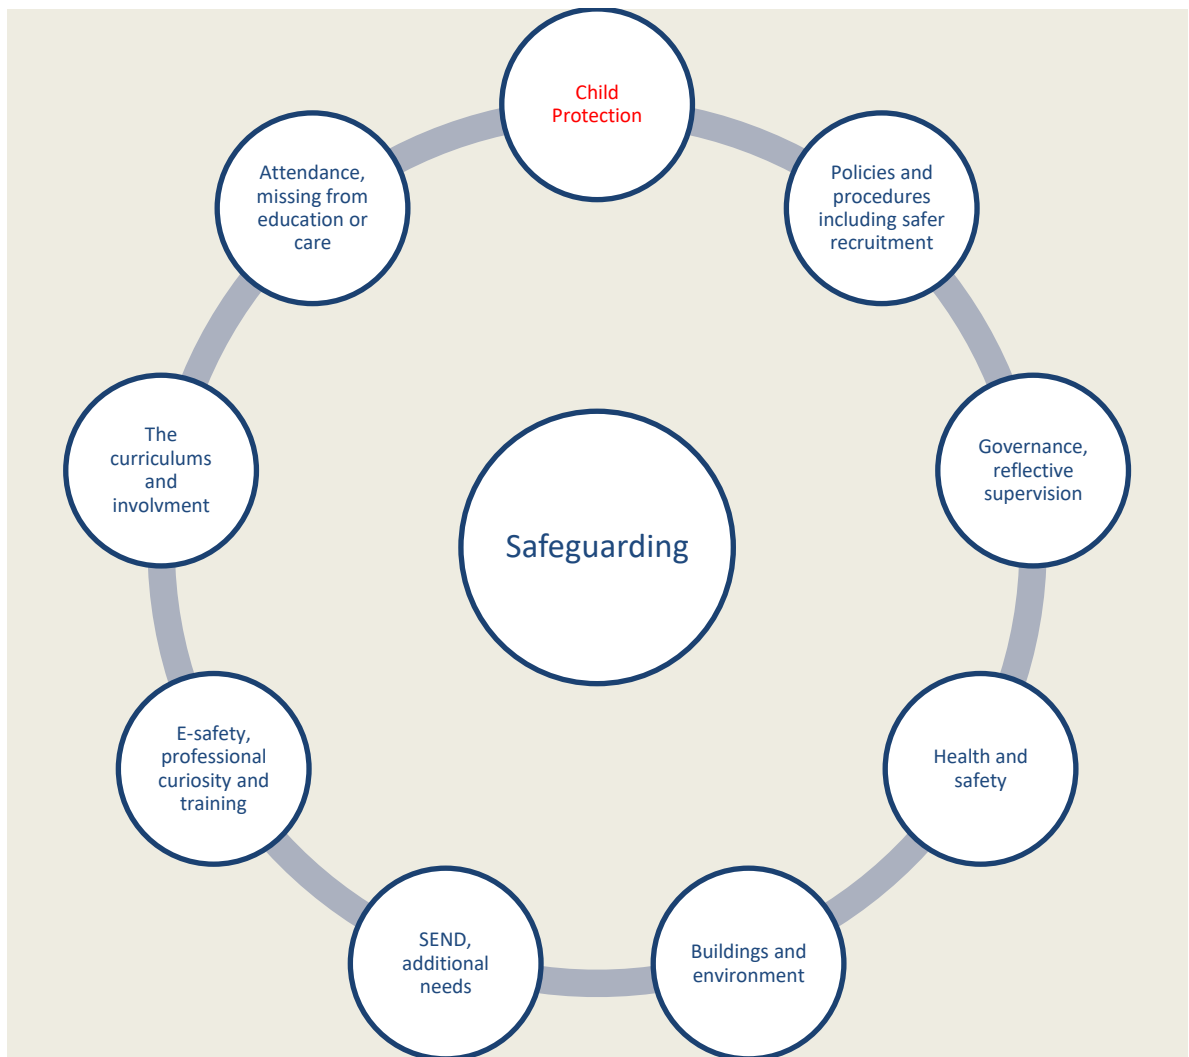 Child
Protection
Policies and
procedures
including safer
recruitment
Governance,
reflective
supervision
Health and
safety
Buildings and
environment
SEND,
additional
needs
E-safety,
professional
curiosity and
training
The
curriculums
and
involvment
Attendance,
missing from
education or
care
Safeguarding